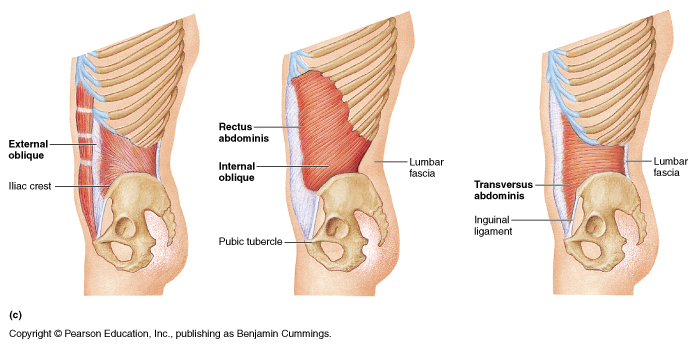 External
oblique
Iliac crest
Rectus
abdominis
Internal
oblique
Lumbar
fascia
Pubic tubercle
Transversus
abdominis
Lumbar
fascia
Inguinal
ligament
(c)
Copyright © Pearson Education, Inc., publishing as Benjamin Cummings.